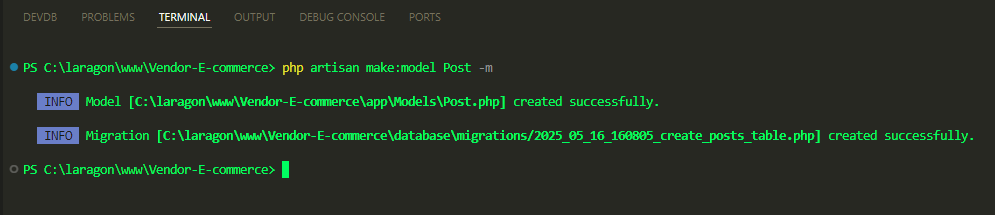 DEVDB PROBLEMS TERMINAL OUTPUT DEBUG CONSOLE PORTS
PS C:\laragon\www\Vendor-E-commerce> php artisan make:model Post -m
INFO Model [C:\laragon\www\Vendor-E-commerce\app\Models\Post.php] created successfully.
INFO Migration [C:\laragon\www\Vendor-E-commerce\database\migrations/2025_05_16_160805_create_posts_table.php] created successfully.
PS C:\laragon\www\Vendor-E-commerce>